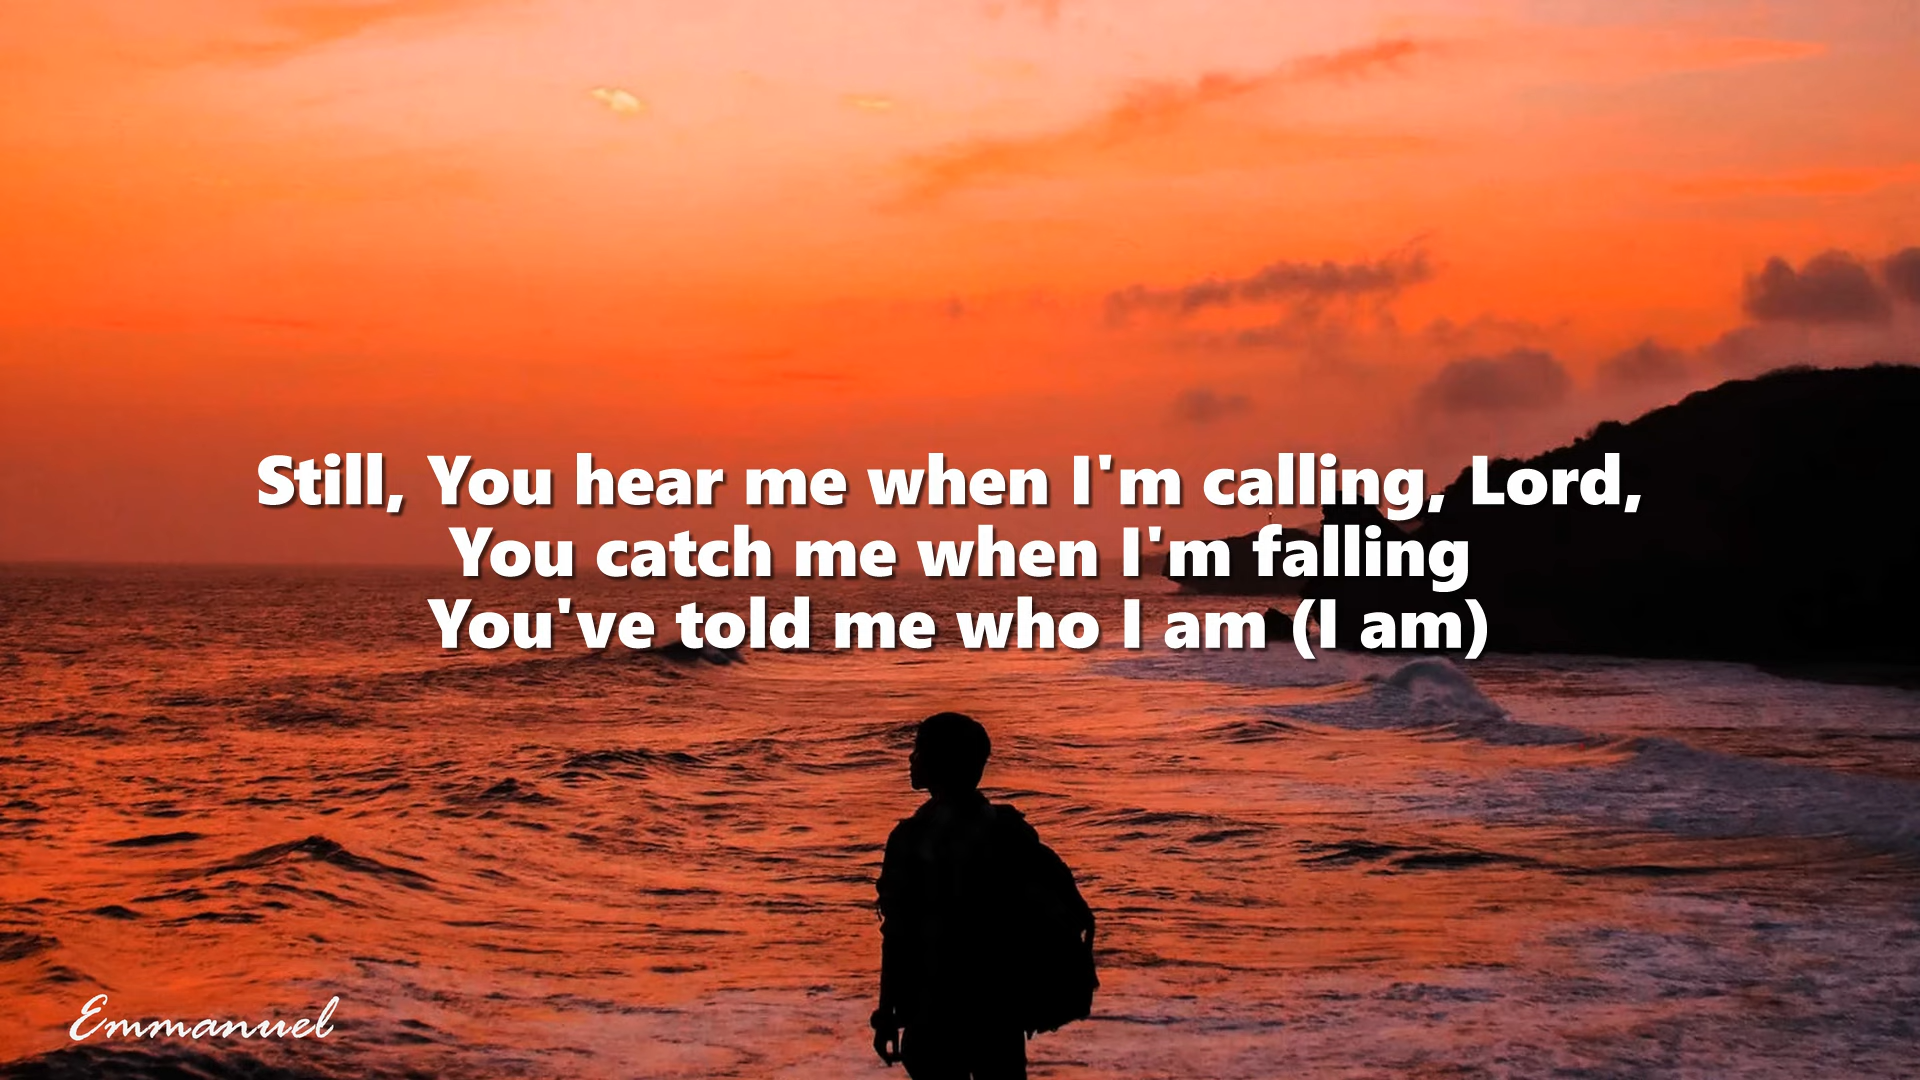 Still, You hear me when I'm calling, Lord,
You catch me when I'm falling
You've told me who I am (I am)
Emmanuel